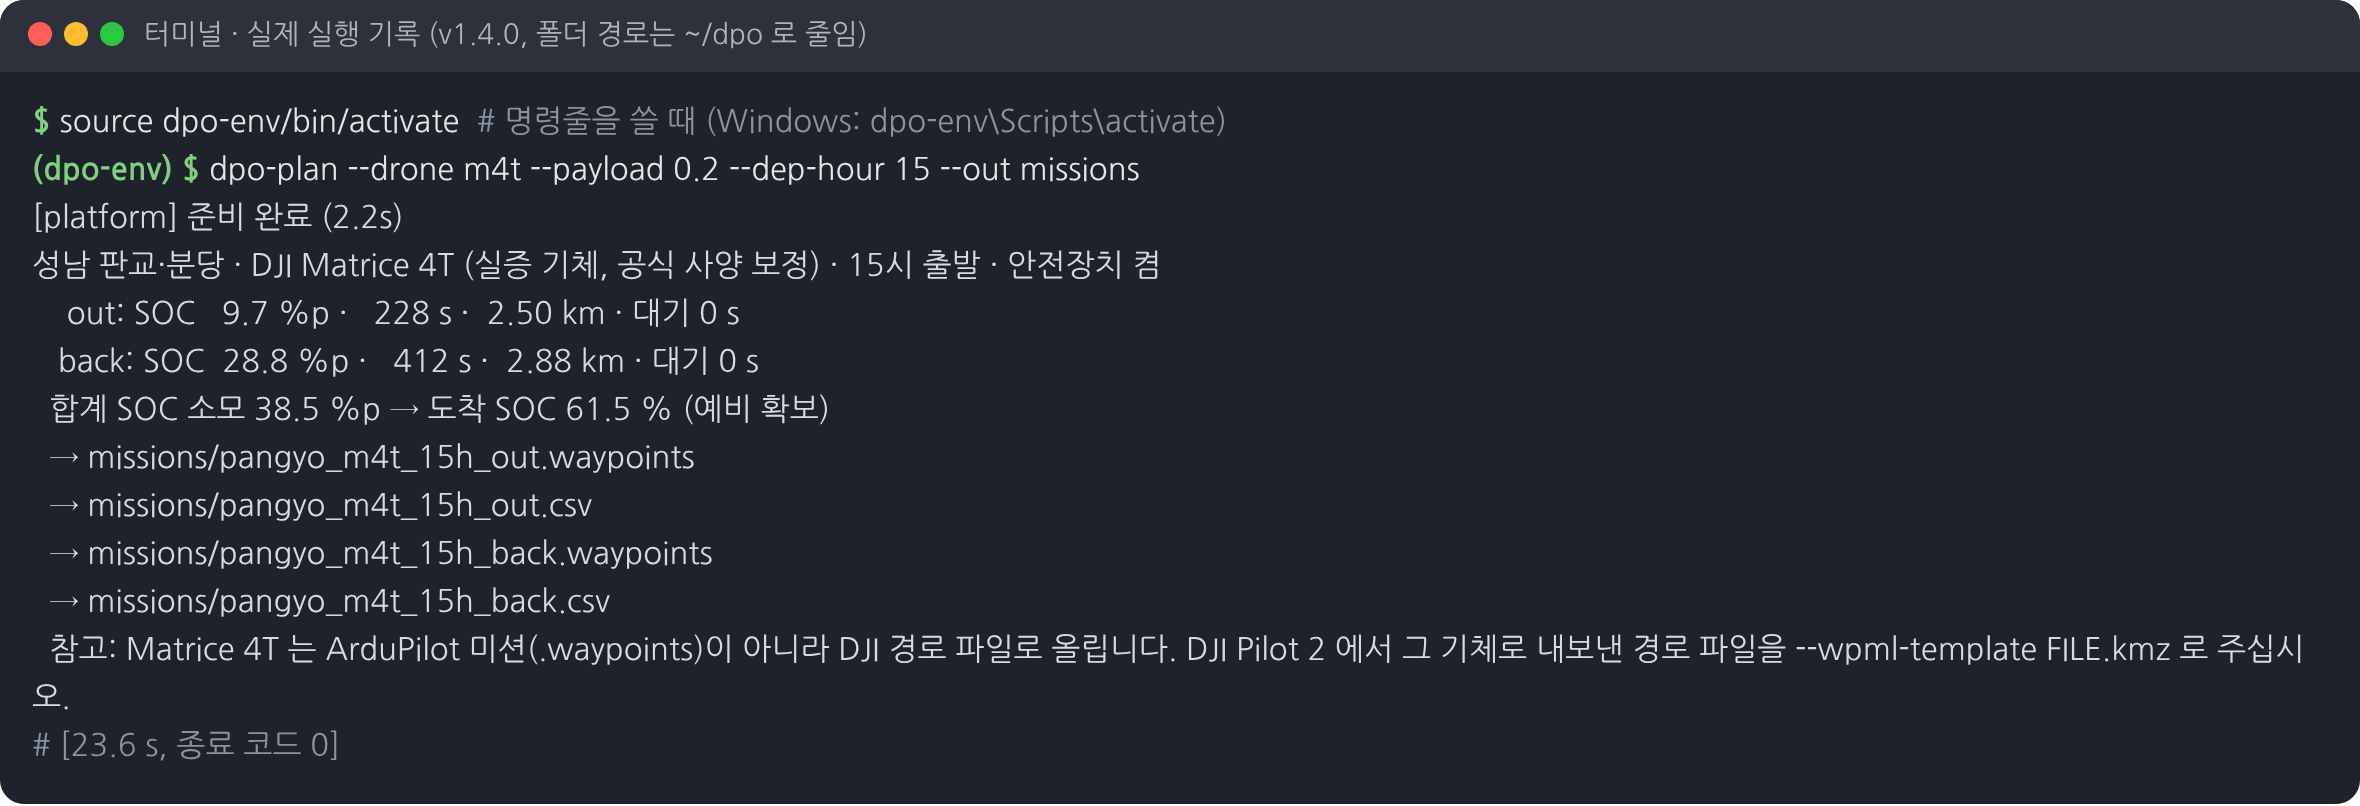 터미널 · 실제 실행 기록 (v1.4.0, 폴더 경로는 ~/dpo 로 줄임)
$ source dpo-env/bin/activate  # 명령줄을 쓸 때 (Windows: dpo-env\Scripts\activate)
(dpo-env) $ dpo-plan --drone m4t --payload 0.2 --dep-hour 15 --out missions
[platform] 준비 완료 (2.2s)
성남 판교·분당 · DJI Matrice 4T (실증 기체, 공식 사양 보정) · 15시 출발 · 안전장치 켬
out: SOC   9.7 %p ·   228 s ·  2.50 km · 대기 0 s
back: SOC  28.8 %p ·   412 s ·  2.88 km · 대기 0 s
합계 SOC 소모 38.5 %p → 도착 SOC 61.5 % (예비 확보)
→ missions/pangyo_m4t_15h_out.waypoints
→ missions/pangyo_m4t_15h_out.csv
→ missions/pangyo_m4t_15h_back.waypoints
→ missions/pangyo_m4t_15h_back.csv
참고: Matrice 4T 는 ArduPilot 미션(.waypoints)이 아니라 DJI 경로 파일로 올립니다. DJI Pilot 2 에서 그 기체로 내보낸 경로 파일을 --wpml-template FILE.kmz 로 주십시
오.
# [23.6 s, 종료 코드 0]